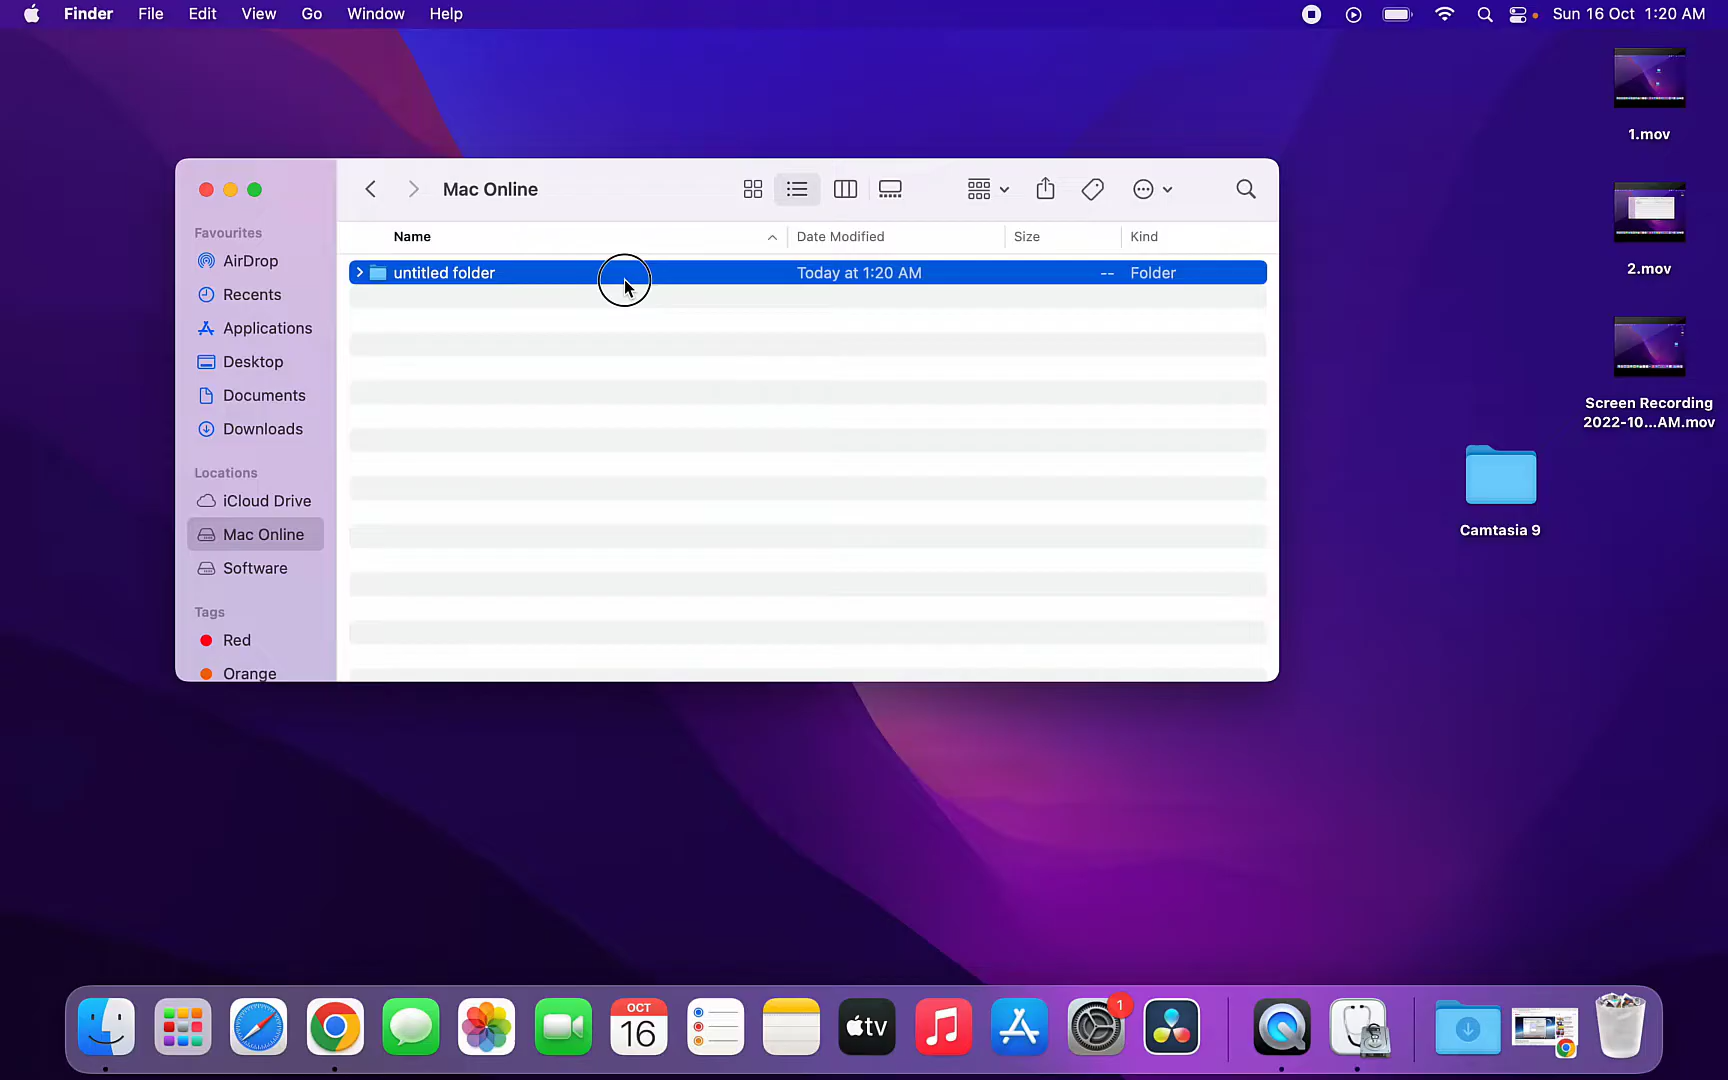 Finder File Edit View Go Window Help Sun 16 Oct 1:20 AM
1.mov
2.mov
Screen Recording
2022-10...AM.mov
Camtasia 9
Mac Online
Name Date Modified Size Kind
untitled folder Today at 1:20 AM -- Folder
Favourites
AirDrop
Recents
Applications
Desktop
Documents
Downloads
Locations
iCloud Drive
Mac Online
Software
Tags
Red
Orange
OCT
16
tv
1